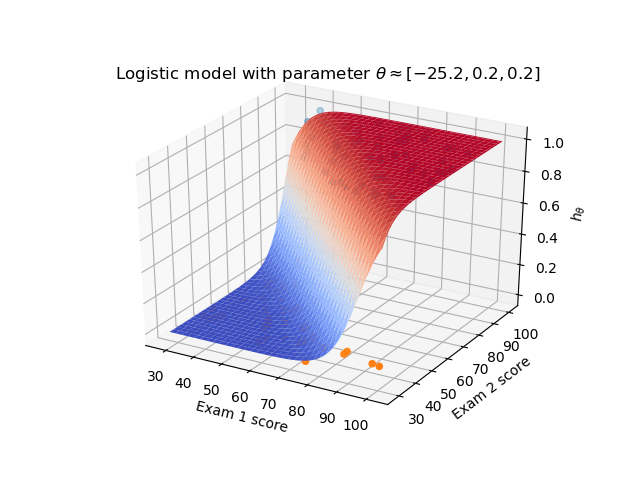 Logistic model with parameter θ ≈ [−25.2, 0.2, 0.2]
1.0
0.8
0.6
0.4
0.2
0.0
hθ
30 40 50 60 70 80 90 100
Exam 1 score
30 40 50 60 70 80 90 100
Exam 2 score